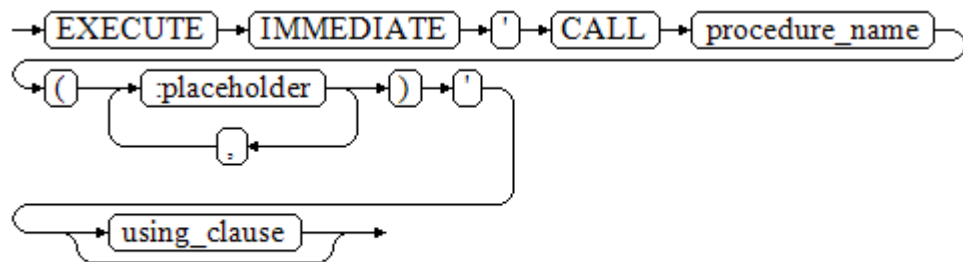 EXECUTE IMMEDIATE ' CALL procedure_name
( :placeholder ) '
,
using_clause